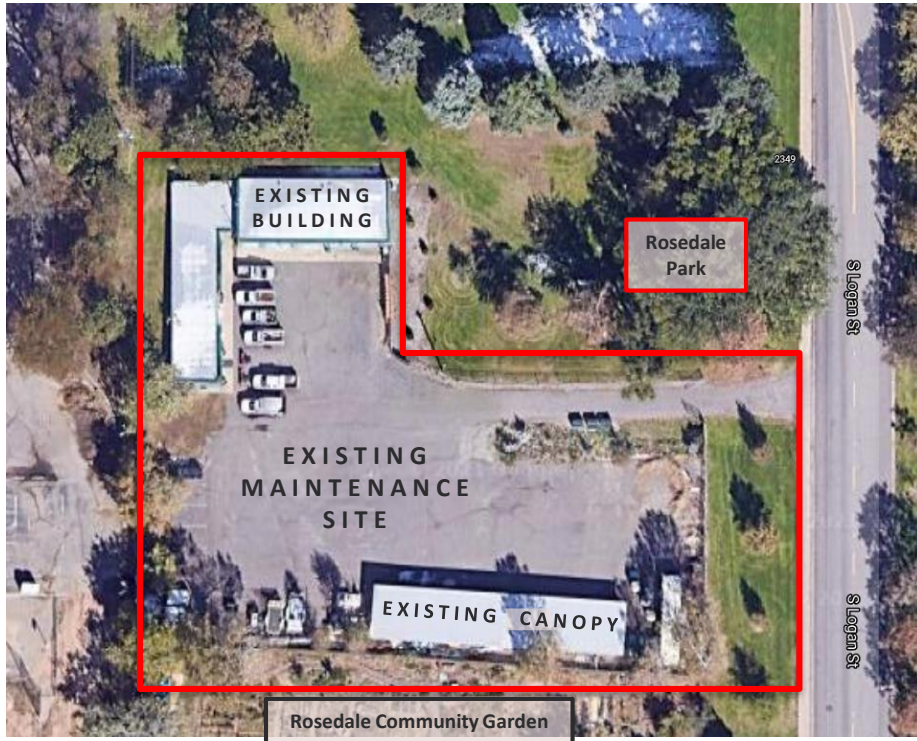 EXISTING
BUILDING
2349
Rosedale
Park
S Logan St
EXISTING
MAINTENANCE
SITE
EXISTING CANOPY
S Logan St
Rosedale Community Garden